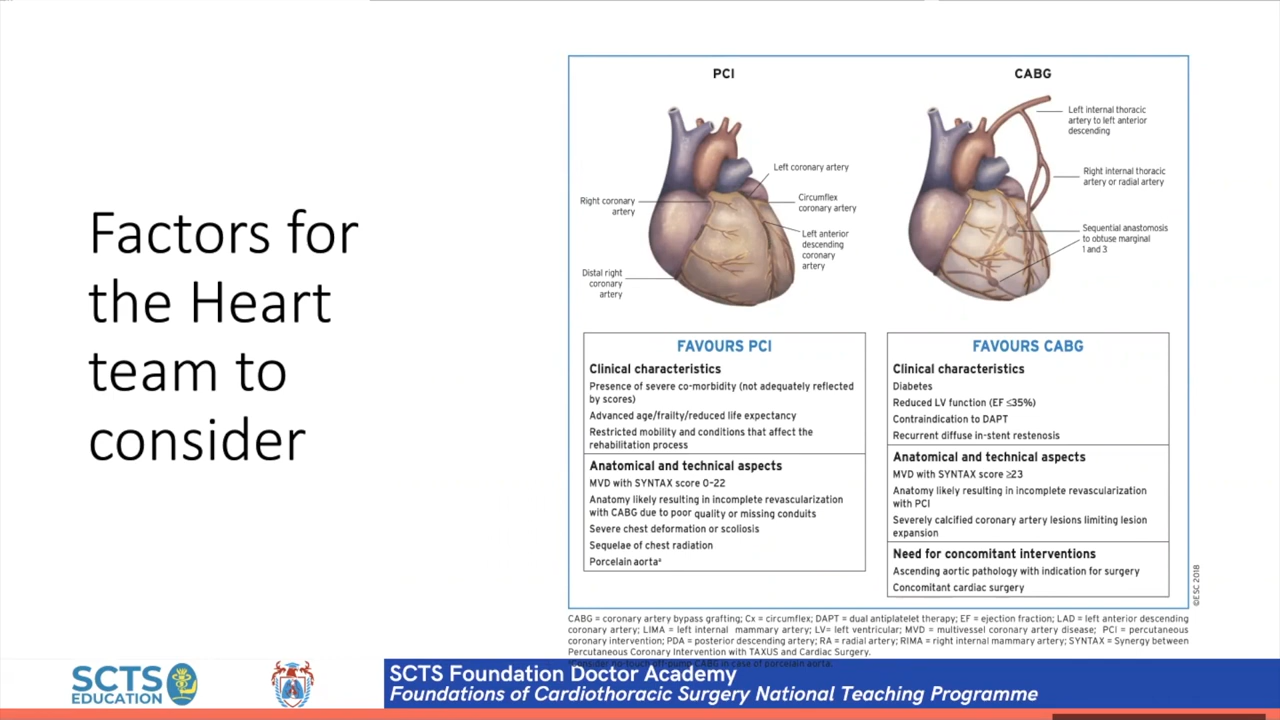 Factors for
the Heart
team to
consider
PCI
CABG
Left coronary artery
Right coronary
artery
Circumflex
coronary artery
Left anterior
descending
coronary
artery
Distal right
coronary
artery
Left internal thoracic
artery to left anterior
descending
Right internal thoracic
artery or radial artery
Sequential anastomosis
to obtuse marginal
1 and 3
FAVOURS PCI
Clinical characteristics
Presence of severe co-morbidity (not adequately reflected
by scores)
Advanced age/frailty/reduced life expectancy
Restricted mobility and conditions that affect the
rehabilitation process
Anatomical and technical aspects
MVD with SYNTAX score 0–22
Anatomy likely resulting in incomplete revascularization
with CABG due to poor quality or missing conduits
Severe chest deformation or scoliosis
Sequelae of chest radiation
Porcelain aortaᵃ
FAVOURS CABG
Clinical characteristics
Diabetes
Reduced LV function (EF ≤35%)
Contraindication to DAPT
Recurrent diffuse in-stent restenosis
Anatomical and technical aspects
MVD with SYNTAX score ≥23
Anatomy likely resulting in incomplete revascularization
with PCI
Severely calcified coronary artery lesions limiting lesion
expansion
Need for concomitant interventions
Ascending aortic pathology with indication for surgery
Concomitant cardiac surgery
©ESC 2018
CABG = coronary artery bypass grafting; Cx = circumflex; DAPT = dual antiplatelet therapy; EF = ejection fraction; LAD = left anterior descending
coronary artery; LIMA = left internal mammary artery; LV= left ventricular; MVD = multivessel coronary artery disease; PCI = percutaneous
coronary intervention; PDA = posterior descending artery; RA = radial artery; RIMA = right internal mammary artery; SYNTAX = Synergy between
Percutaneous Coronary Intervention with TAXUS and Cardiac Surgery.
ᵃConsider no-touch off-pump CABG in case of porcelain aorta.
SCTS
EDUCATION
SCTS Foundation Doctor Academy
Foundations of Cardiothoracic Surgery National Teaching Programme